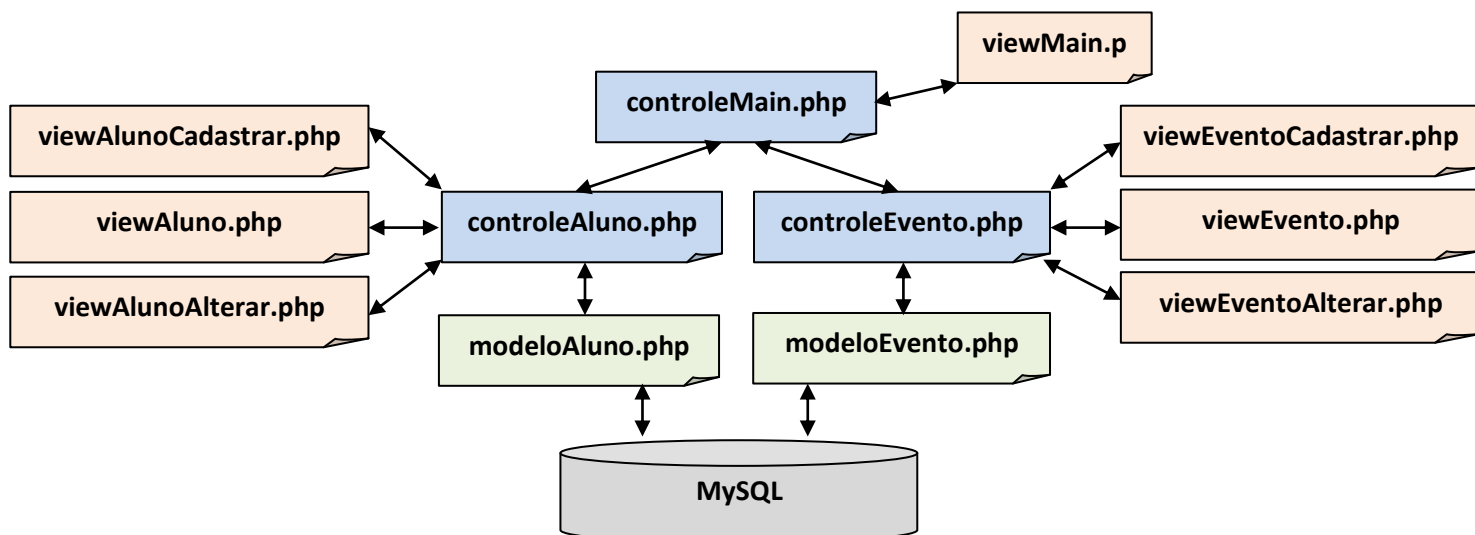 viewMain.p
controleMain.php
viewAlunoCadastrar.php
viewEventoCadastrar.php
viewAluno.php
controleAluno.php
controleEvento.php
viewEvento.php
viewAlunoAlterar.php
viewEventoAlterar.php
modeloAluno.php
modeloEvento.php
MySQL